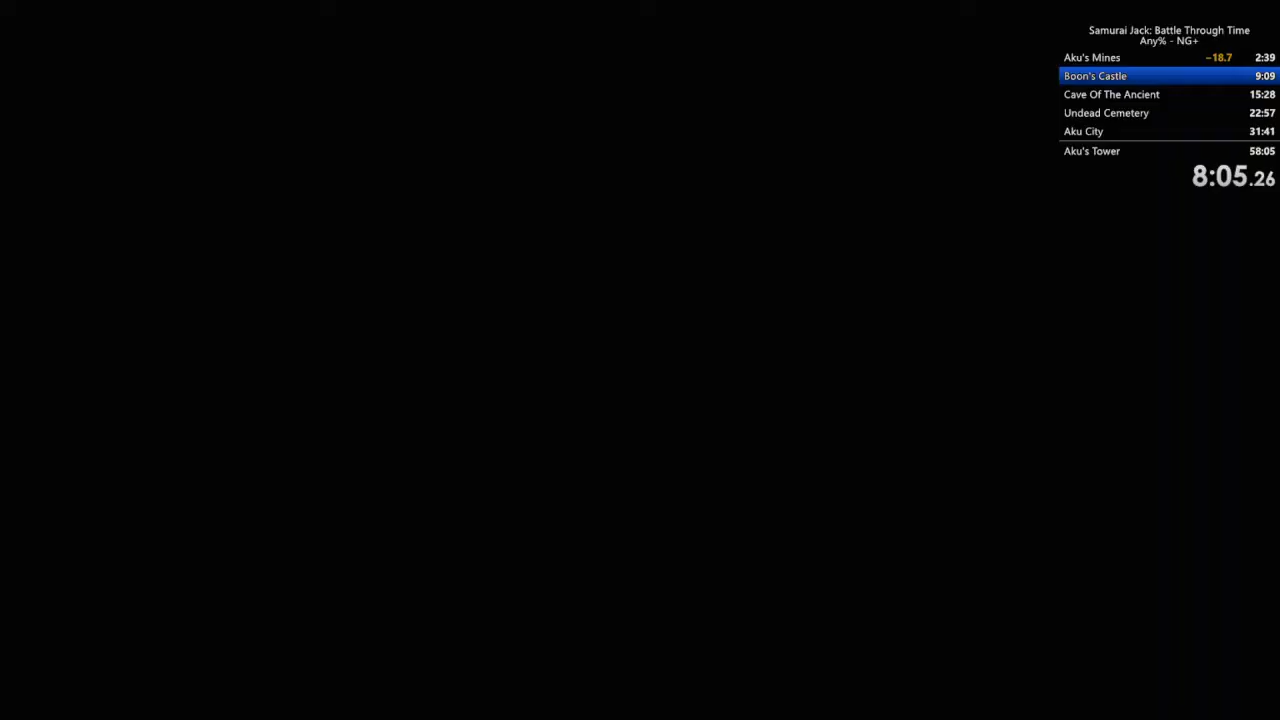 Samurai Jack: Battle Through Time
Any% - NG+
Aku's Mines -18.7 2:39
Boon's Castle 9:09
Cave Of The Ancient 15:28
Undead Cemetery 22:57
Aku City 31:41
Aku's Tower 58:05
8:05.26